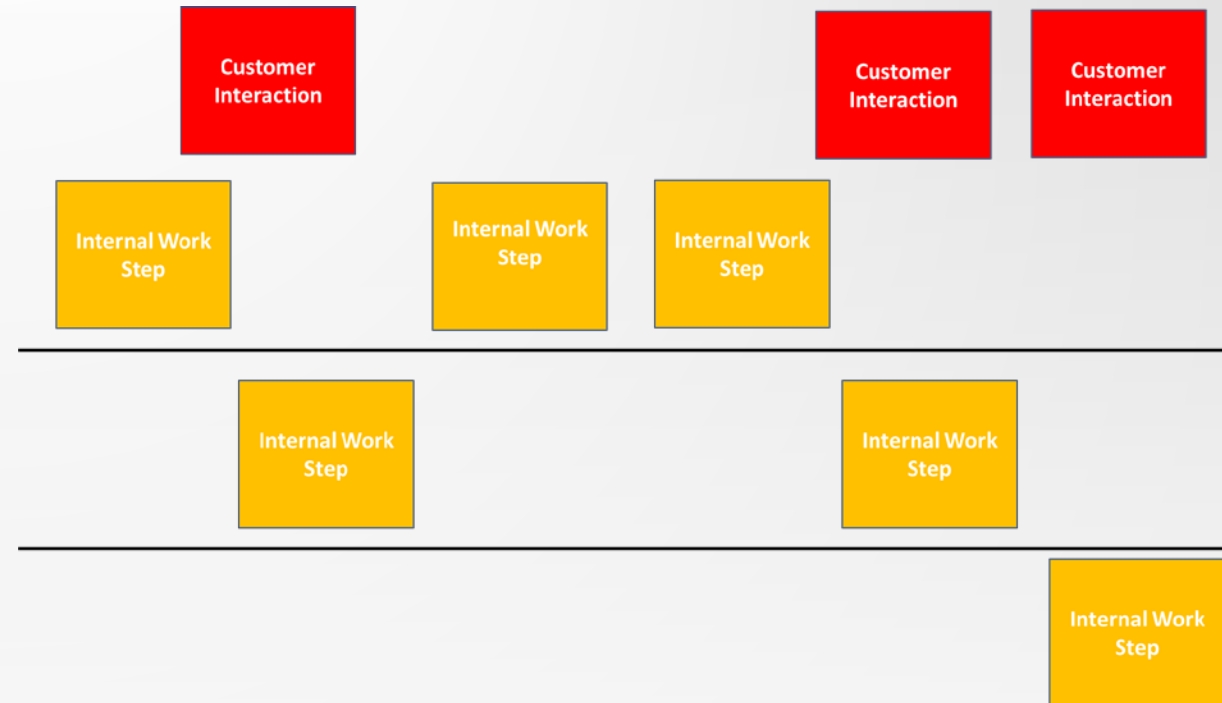 Customer
Interaction
Customer
Interaction
Customer
Interaction
Internal Work
Step
Internal Work
Step
Internal Work
Step
Internal Work
Step
Internal Work
Step
Internal Work
Step